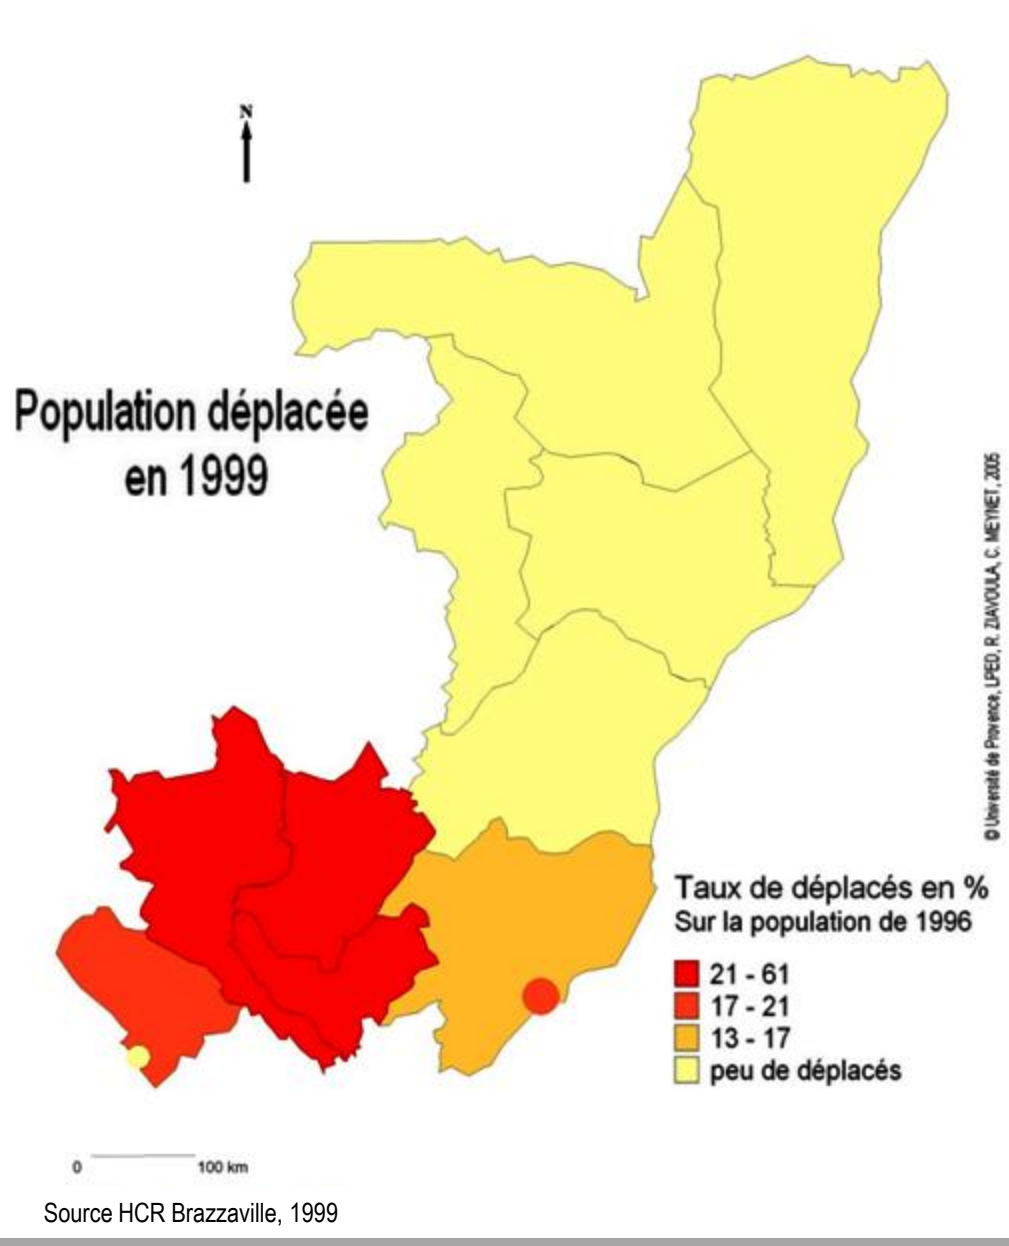 N
Population déplacée
en 1999
© Université de Provence, LPED, R. ZIAVOULA, C. MEYNET, 2005
Taux de déplacés en %
Sur la population de 1996
21 - 61
17 - 21
13 - 17
peu de déplacés
0 100 km
Source HCR Brazzaville, 1999